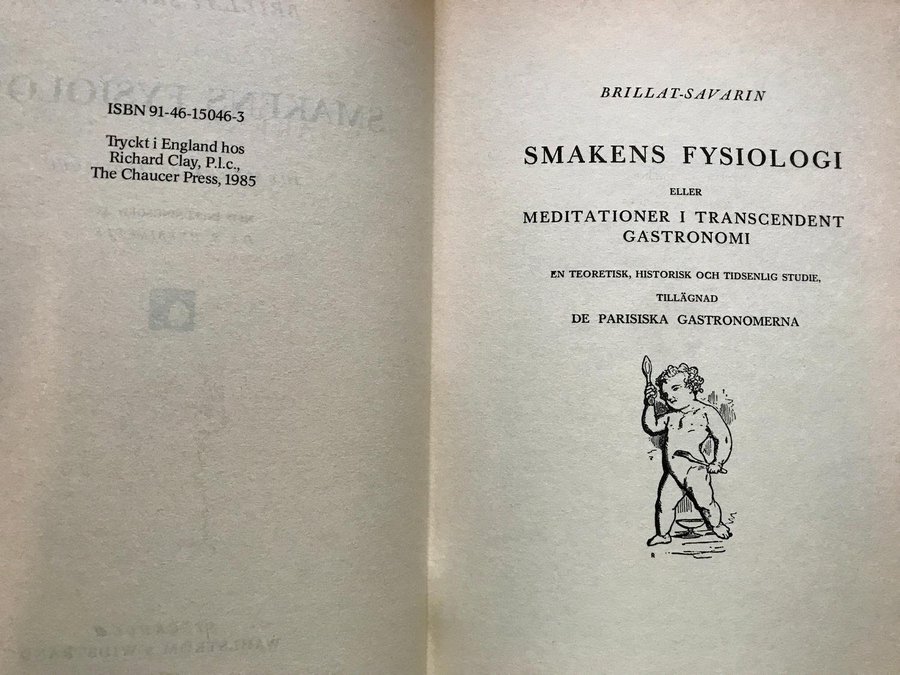 ISBN 91-46-15046-3
Tryckt i England hos
Richard Clay, P.l.c.,
The Chaucer Press, 1985
BRILLAT-SAVARIN
SMAKENS FYSIOLOGI
ELLER
MEDITATIONER I TRANSCENDENT
GASTRONOMI
EN TEORETISK, HISTORISK OCH TIDSENLIG STUDIE,
TILLÄGNAD
DE PARISISKA GASTRONOMERNA
R